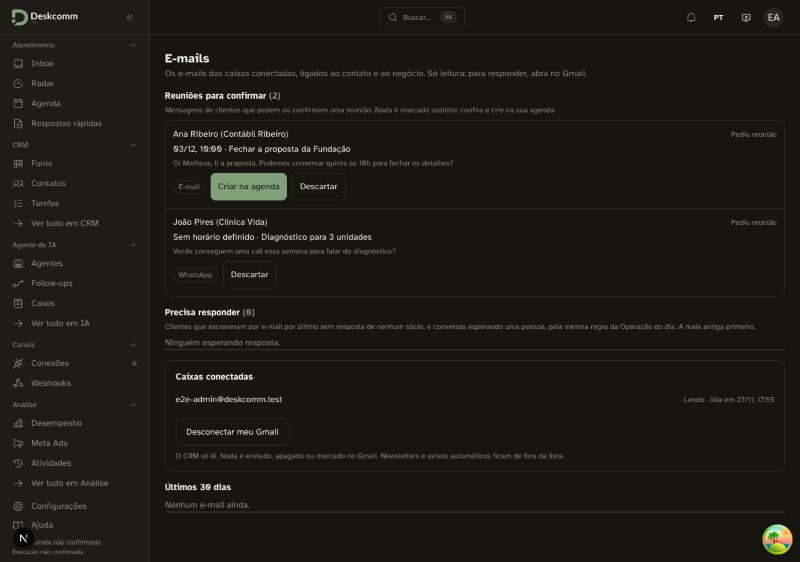 Deskcomm
Buscar...
⌘K
PT
EA
Atendimento
Inbox
Radar
Agenda
Respostas rápidas
CRM
Funis
Contatos
Tarefas
Ver tudo em CRM
Agente de IA
Agentes
Follow-ups
Casos
Ver tudo em IA
Canais
Conexões
Webhooks
Análise
Desempenho
Meta Ads
Atividades
Ver tudo em Análise
Configurações
Ajuda
N
ainda não confirmada
Execução não confirmada
E-mails
Os e-mails das caixas conectadas, ligados ao contato e ao negócio. Só leitura: para responder, abra no Gmail.
Reuniões para confirmar (2)
Mensagens de clientes que pedem ou confirmam uma reunião. Nada é marcado sozinho: confira e crie na sua agenda.
Ana Ribeiro (Contábil Ribeiro)
Pediu reunião
03/12, 10:00 · Fechar a proposta da Fundação
Oi Matheus, li a proposta. Podemos conversar quinta às 10h para fechar os detalhes?
E-mail
Criar na agenda
Descartar
João Pires (Clínica Vida)
Pediu reunião
Sem horário definido · Diagnóstico para 3 unidades
Vocês conseguem uma call essa semana para falar do diagnóstico?
WhatsApp
Descartar
Precisa responder (0)
Clientes que escreveram por e-mail por último sem resposta de nenhum sócio, e conversas esperando uma pessoa, pela mesma regra da Operação do dia. A mais antiga primeiro.
Ninguém esperando resposta.
Caixas conectadas
e2e-admin@deskcomm.test
Lendo · lida em 27/11, 17:55
Desconectar meu Gmail
O CRM só lê. Nada é enviado, apagado ou marcado no Gmail. Newsletters e avisos automáticos ficam de fora da lista.
Últimos 30 dias
Nenhum e-mail ainda.